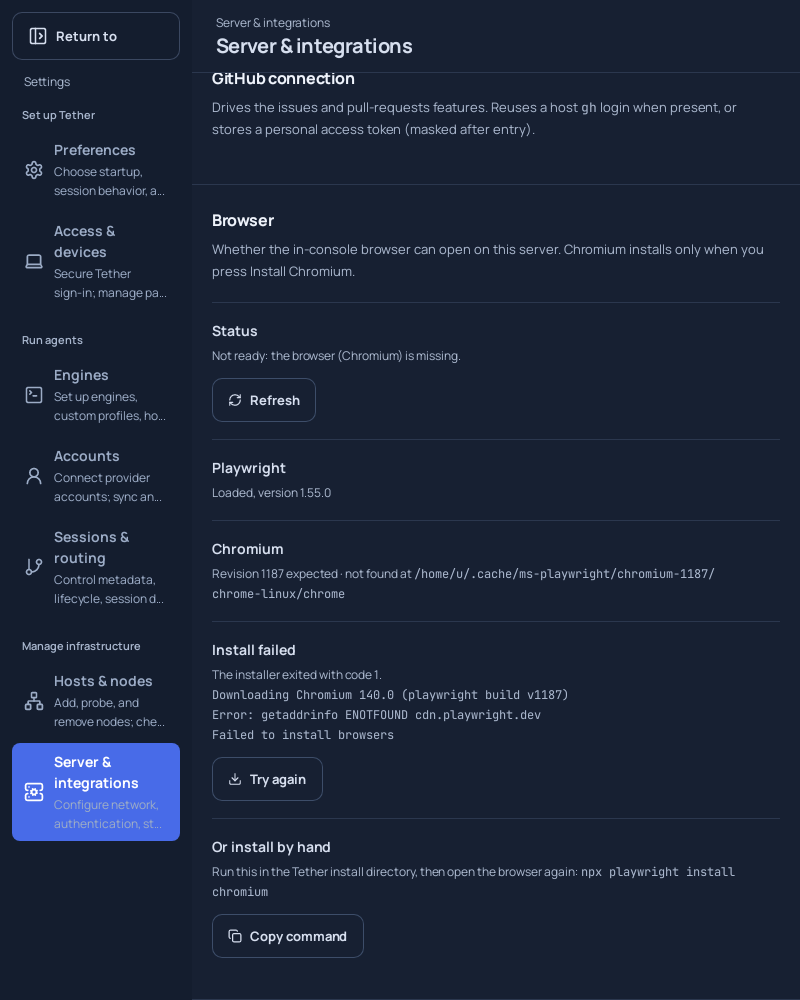 Return to
Settings
Set up Tether
Preferences
Choose startup,
session behavior, a...
Access &
devices
Secure Tether
sign-in; manage pa...
Run agents
Engines
Set up engines,
custom profiles, ho...
Accounts
Connect provider
accounts; sync an...
Sessions &
routing
Control metadata,
lifecycle, session d...
Manage infrastructure
Hosts & nodes
Add, probe, and
remove nodes; che...
Server &
integrations
Configure network,
authentication, st...
Server & integrations
Server & integrations
GitHub connection
Drives the issues and pull-requests features. Reuses a host gh login when present, or
stores a personal access token (masked after entry).
Browser
Whether the in-console browser can open on this server. Chromium installs only when you
press Install Chromium.
Status
Not ready: the browser (Chromium) is missing.
Refresh
Playwright
Loaded, version 1.55.0
Chromium
Revision 1187 expected · not found at /home/u/.cache/ms-playwright/chromium-1187/
chrome-linux/chrome
Install failed
The installer exited with code 1.
Downloading Chromium 140.0 (playwright build v1187)
Error: getaddrinfo ENOTFOUND cdn.playwright.dev
Failed to install browsers
Try again
Or install by hand
Run this in the Tether install directory, then open the browser again: npx playwright install
chromium
Copy command